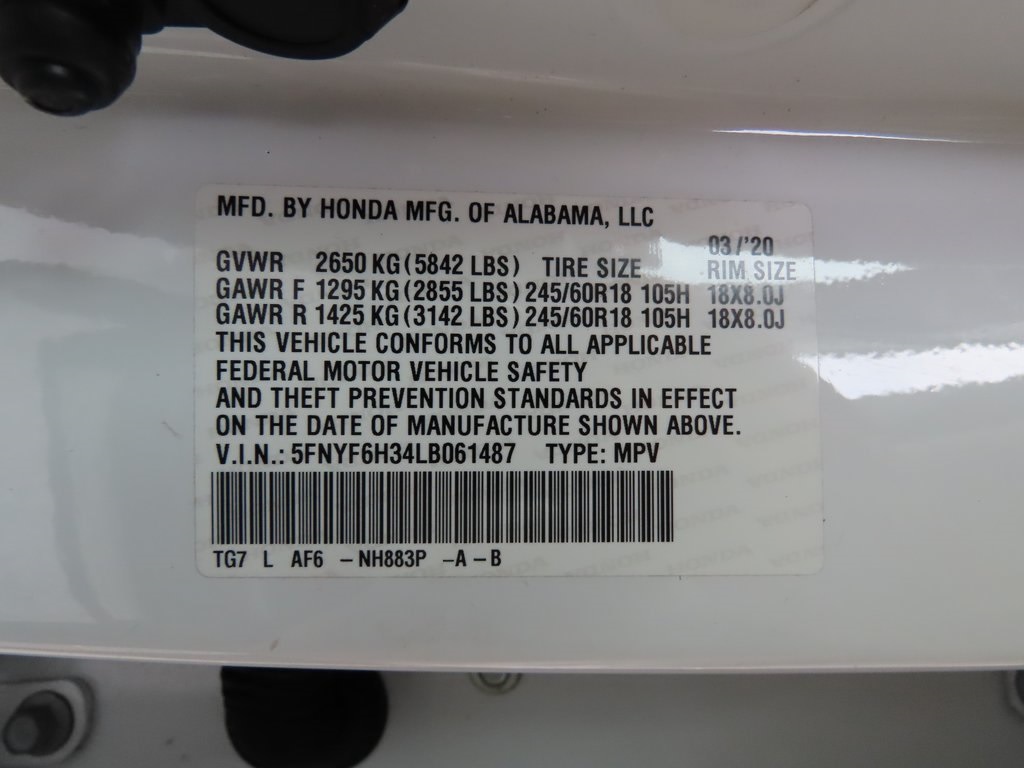 MFD. BY HONDA MFG. OF ALABAMA, LLC
03/'20
GVWR 2650 KG (5842 LBS) TIRE SIZE RIM SIZE
GAWR F 1295 KG (2855 LBS) 245/60R18 105H 18X8.0J
GAWR R 1425 KG (3142 LBS) 245/60R18 105H 18X8.0J
THIS VEHICLE CONFORMS TO ALL APPLICABLE
FEDERAL MOTOR VEHICLE SAFETY
AND THEFT PREVENTION STANDARDS IN EFFECT
ON THE DATE OF MANUFACTURE SHOWN ABOVE.
V.I.N.: 5FNYF6H34LB061487 TYPE: MPV
TG7 L AF6 – NH883P – A – B